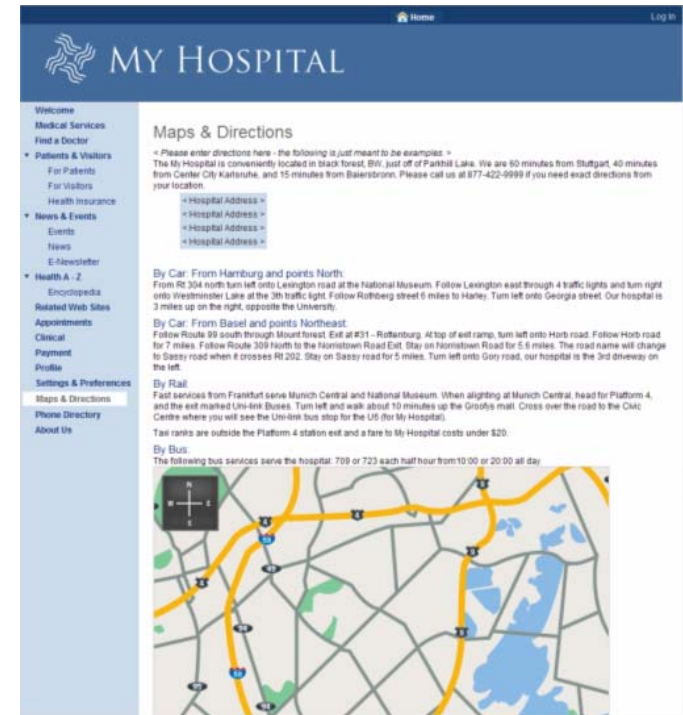 Home
Log In
MY HOSPITAL
Welcome
Medical Services
Find a Doctor
Patients & Visitors
For Patients
For Visitors
Health Insurance
News & Events
Events
News
E-Newsletter
Health A - Z
Encyclopedia
Related Web Sites
Appointments
Clinical
Payment
Profile
Settings & Preferences
Maps & Directions
Phone Directory
About Us
Maps & Directions
< Please enter directions here - the following is just meant to be examples. >
The My Hospital is conveniently located in black forest, BW, just off of Parkhill Lake. We are 60 minutes from Stuttgart, 40 minutes
from Center City Karlsruhe, and 15 minutes from Baiersbronn. Please call us at 877-422-9999 if you need exact directions from
your location.
< Hospital Address >
< Hospital Address >
< Hospital Address >
< Hospital Address >
By Car: From Hamburg and points North:
From Rt 304 north turn left onto Lexington road at the National Museum. Follow Lexington east through 4 traffic lights and turn right
onto Westminster Lake at the 3th traffic light. Follow Rothberg street 6 miles to Harley. Turn left onto Georgia street. Our hospital is
3 miles up on the right, opposite the University.
By Car: From Basel and points Northeast:
Follow Route 99 south through Mount forest. Exit at #31 - Rottenburg. At top of exit ramp, turn left onto Horb road. Follow Horb road
for 7 miles. Follow Route 309 North to the Norristown Road Exit. Stay on Norristown Road for 5.6 miles. The road name will change
to Sassy road when it crosses Rt 202. Stay on Sassy road for 5 miles. Turn left onto Gory road, our hospital is the 3rd driveway on
the left.
By Rail:
Fast services from Frankfurt serve Munich Central and National Museum. When alighting at Munich Central, head for Platform 4,
and the exit marked Uni-link Buses. Turn left and walk about 10 minutes up the Groofys mall. Cross over the road to the Civic
Centre where you will see the Uni-link bus stop for the U6 (for My Hospital).
Taxi ranks are outside the Platform 4 station exit and a fare to My Hospital costs under $20.
By Bus:
The following bus services serve the hospital: 709 or 723 each half hour from 10:00 or 20:00 all day
N
W E